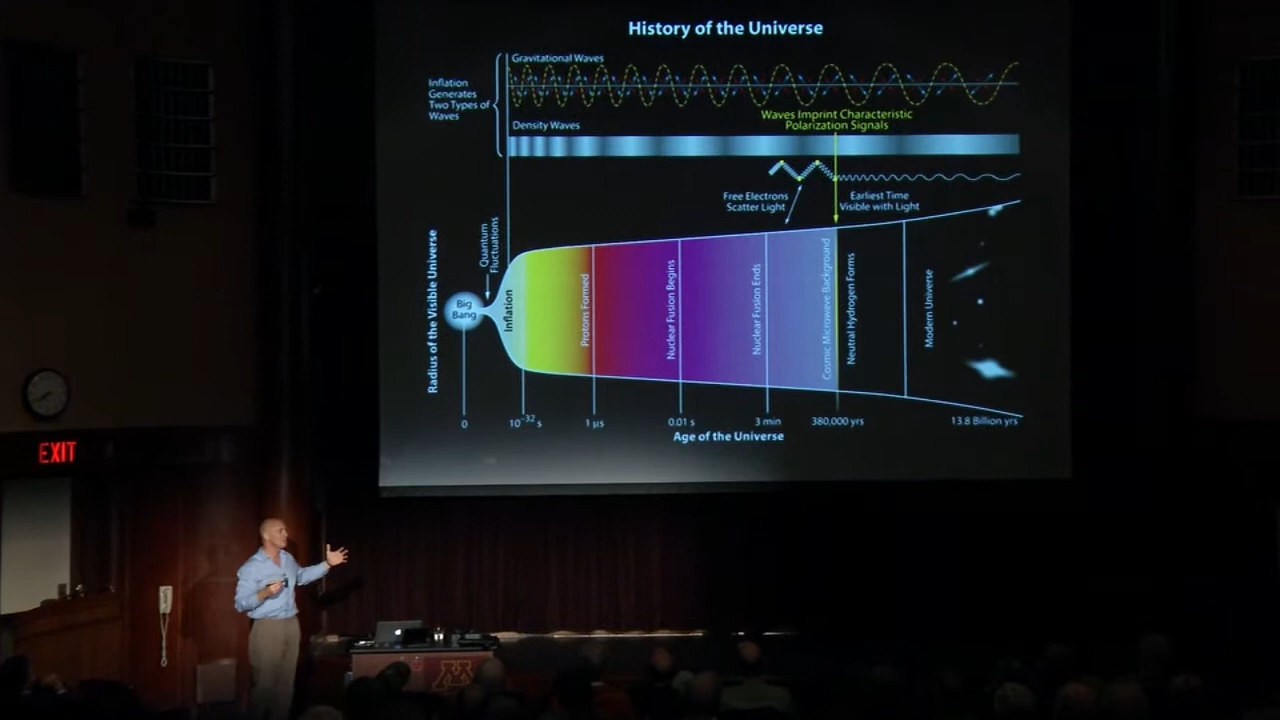 History of the Universe
Gravitational Waves
Inflation
Generates
Two Types of
Waves
Waves Imprint Characteristic
Polarization Signals
Density Waves
Free Electrons
Scatter Light
Earliest Time
Visible with Light
Radius of the Visible Universe
Quantum
Fluctuations
Big
Bang
Inflation
Protons Formed
Nuclear Fusion Begins
Nuclear Fusion Ends
Cosmic Microwave Background
Neutral Hydrogen Forms
Modern Universe
0
10⁻³² s
1 µs
0.01 s
3 min
380,000 yrs
13.8 Billion yrs
Age of the Universe
EXIT
M